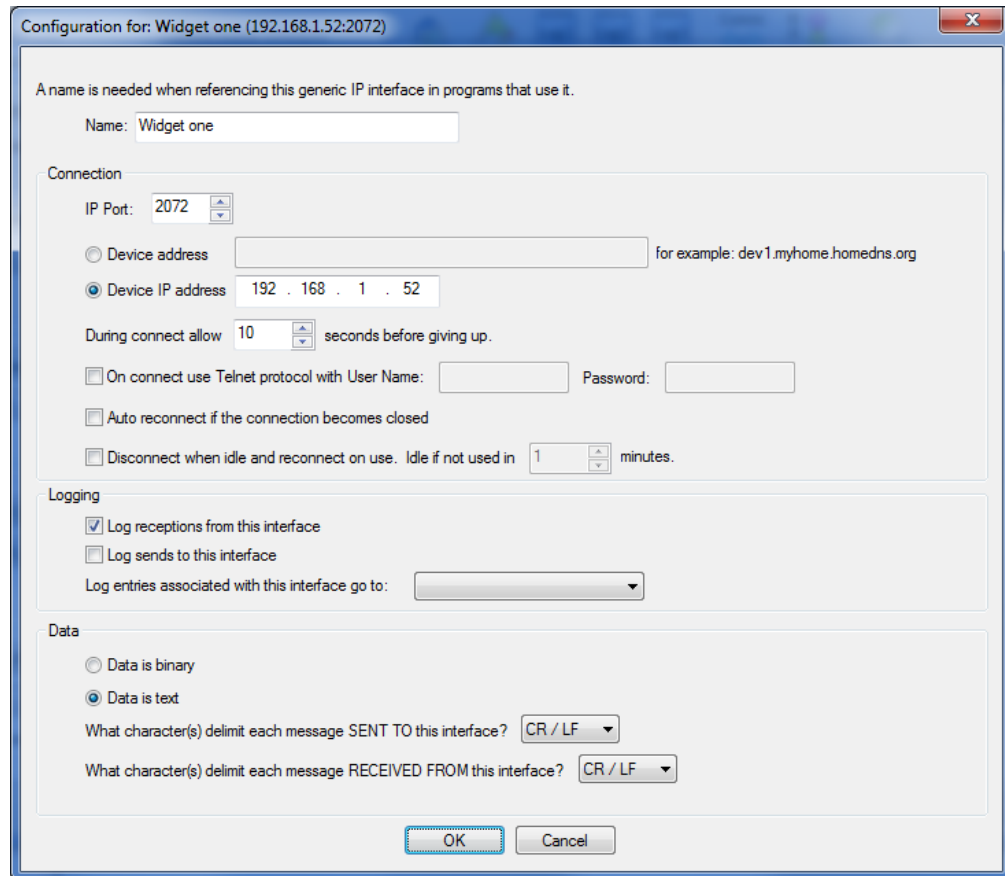 Configuration for: Widget one (192.168.1.52:2072)
A name is needed when referencing this generic IP interface in programs that use it.
Name: Widget one
Connection
IP Port: 2072
Device address for example: dev1.myhome.homedns.org
Device IP address 192 . 168 . 1 . 52
During connect allow 10 seconds before giving up.
On connect use Telnet protocol with User Name: Password:
Auto reconnect if the connection becomes closed
Disconnect when idle and reconnect on use. Idle if not used in 1 minutes.
Logging
Log receptions from this interface
Log sends to this interface
Log entries associated with this interface go to:
Data
Data is binary
Data is text
What character(s) delimit each message SENT TO this interface? CR / LF
What character(s) delimit each message RECEIVED FROM this interface? CR / LF
OK Cancel